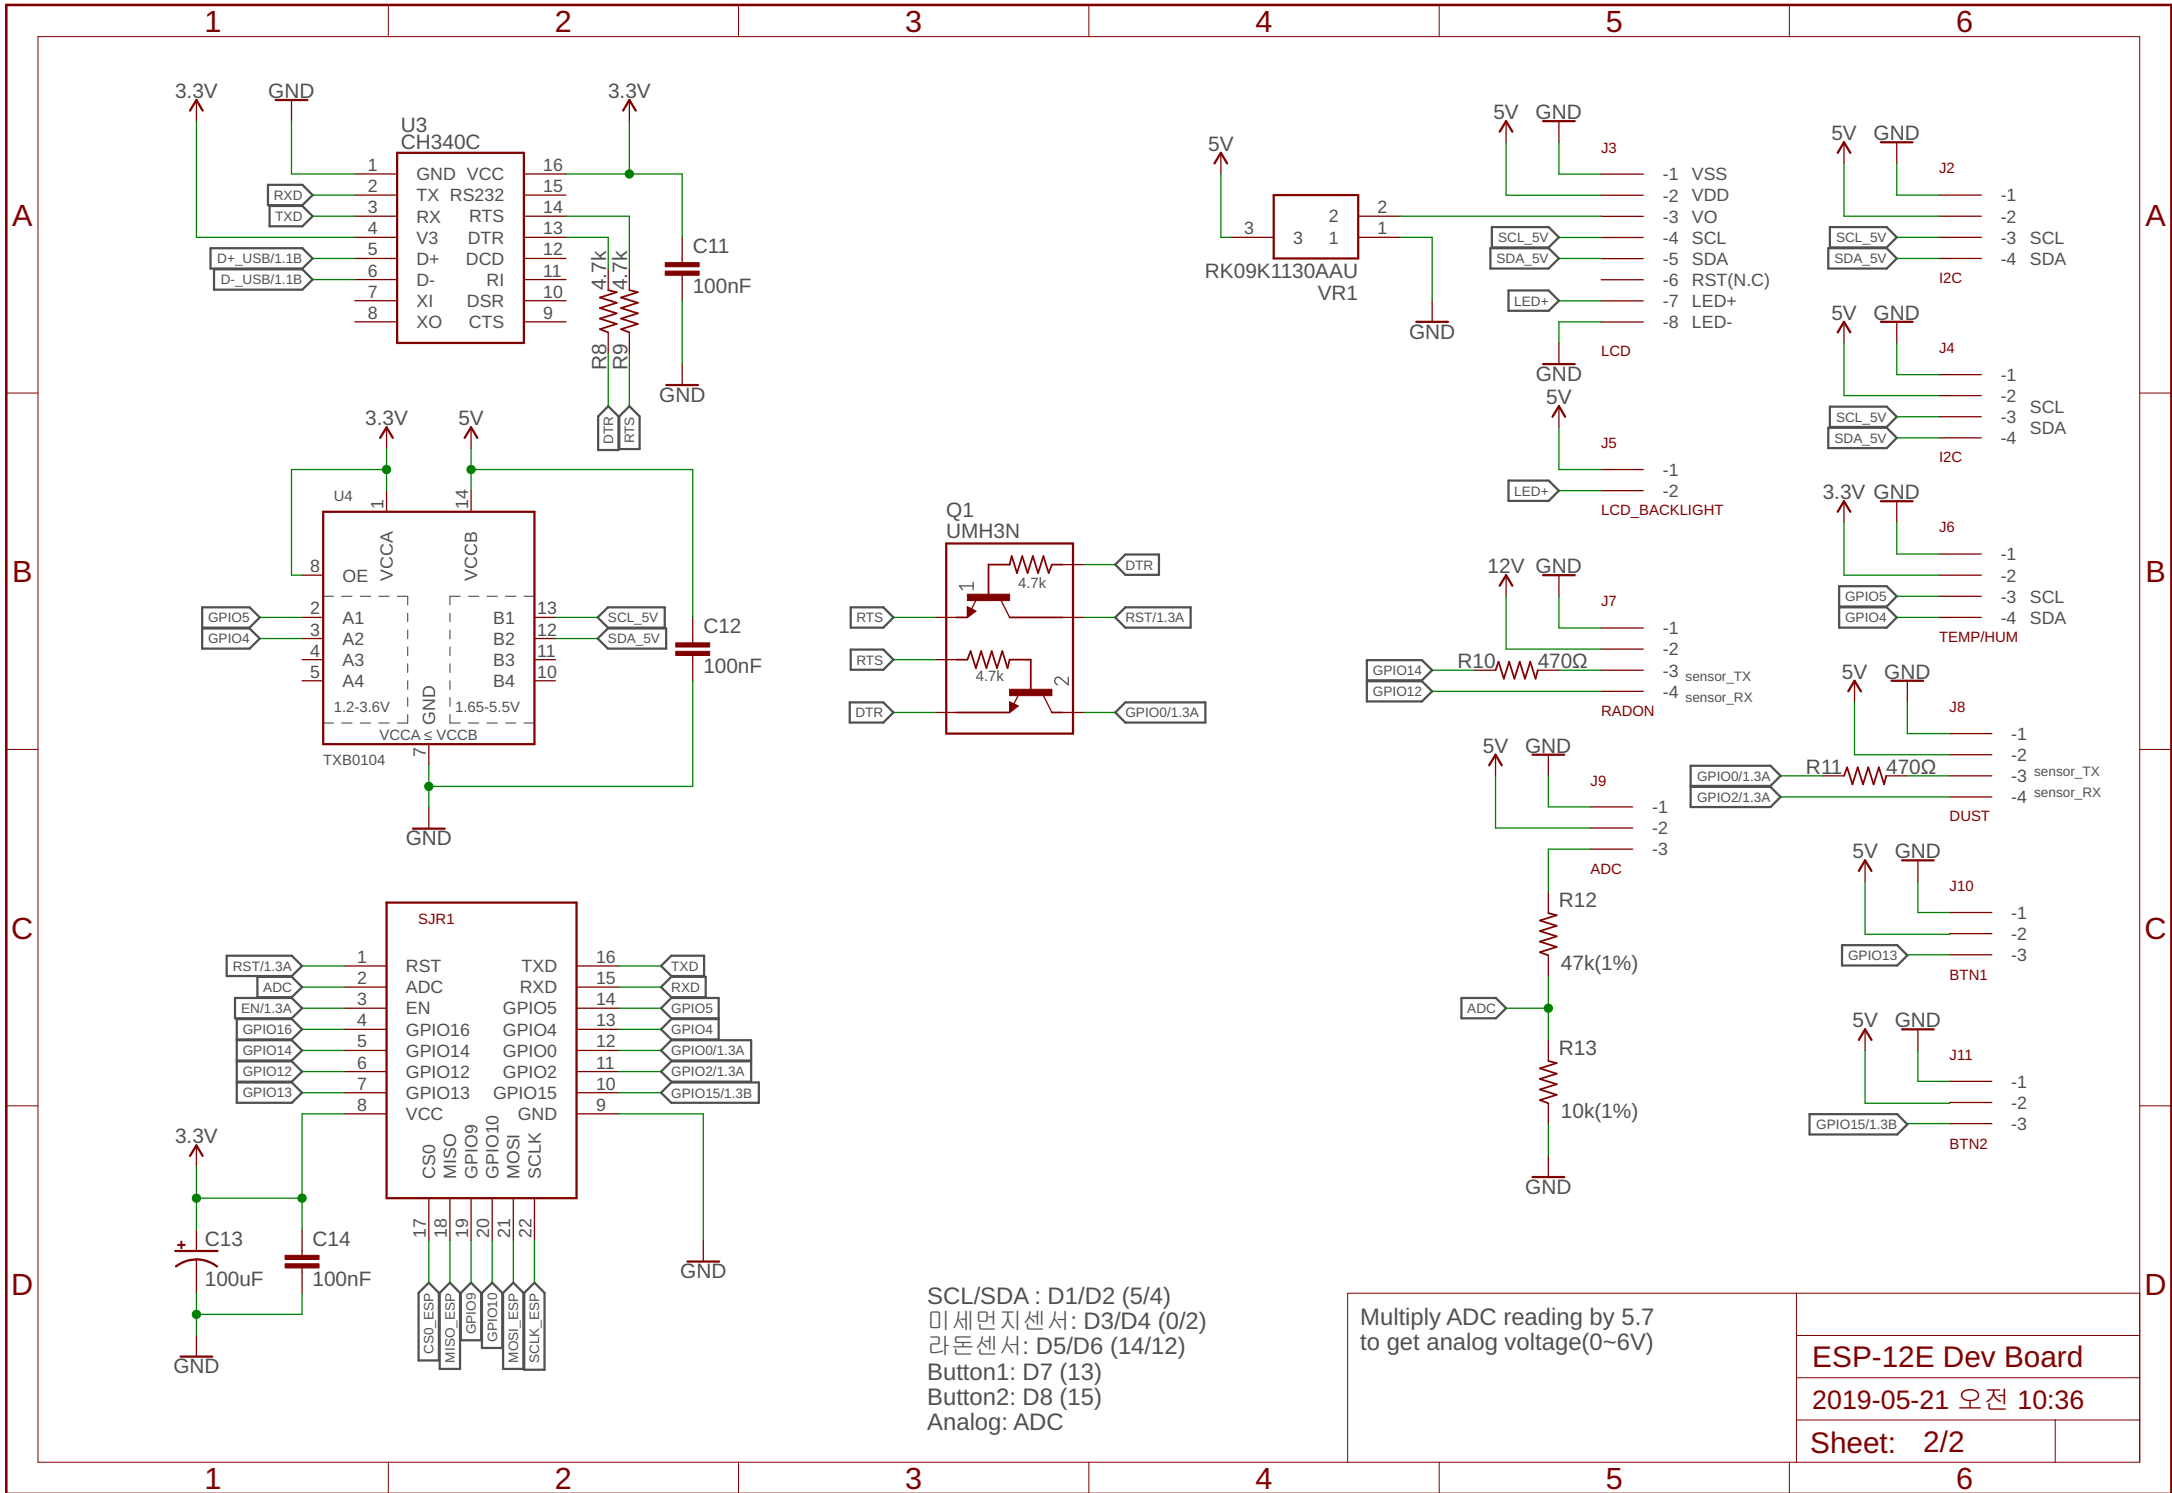 1 2 3 4 5 6
A
B
C
D
A
B
C
D
1 2 3 4 5 6
3.3V GND 3.3V
U3
CH340C
1 GND VCC 16
RXD 2 TX RS232 15
TXD 3 RX RTS 14
4 V3 DTR 13
D+_USB/1.1B 5 D+ DCD 12
D-_USB/1.1B 6 D- RI 11
7 XI DSR 10
8 XO CTS 9
4.7k 4.7k
R8 R9
DTR RTS
C11
100nF
GND
3.3V 5V
U4
1 14
VCCA VCCB
8 OE
GPIO5 2 A1 B1 13 SCL_5V
GPIO4 3 A2 B2 12 SDA_5V
4 A3 B3 11
5 A4 B4 10
1.2-3.6V GND 1.65-5.5V
VCCA ≤ VCCB
TXB0104
7
GND
C12
100nF
Q1
UMH3N
1 4.7k DTR
RTS RST/1.3A
RTS 4.7k 2
DTR GPIO0/1.3A
SJR1
RST/1.3A 1 RST TXD 16 TXD
ADC 2 ADC RXD 15 RXD
EN/1.3A 3 EN GPIO5 14 GPIO5
GPIO16 4 GPIO16 GPIO4 13 GPIO4
GPIO14 5 GPIO14 GPIO0 12 GPIO0/1.3A
GPIO12 6 GPIO12 GPIO2 11 GPIO2/1.3A
GPIO13 7 GPIO13 GPIO15 10 GPIO15/1.3B
8 VCC GND 9
CS0 MISO GPIO9 GPIO10 MOSI SCLK
17 18 19 20 21 22
CS0_ESP MISO_ESP GPIO9 GPIO10 MOSI_ESP SCLK_ESP
3.3V
C13
100uF
C14
100nF
GND
GND
5V
3 3 2 1 2 1
RK09K1130AAU
VR1
GND
5V GND
J3
-1 VSS
-2 VDD
-3 VO
SCL_5V -4 SCL
SDA_5V -5 SDA
-6 RST(N.C)
LED+ -7 LED+
-8 LED-
LCD
GND
5V
J5
-1
LED+ -2
LCD_BACKLIGHT
12V GND
J7
-1
-2
GPIO14 R10 470Ω -3 sensor_TX
GPIO12 -4 sensor_RX
RADON
5V GND
J9
-1
-2
-3
ADC
R12
47k(1%)
ADC
R13
10k(1%)
GND
5V GND
J2
-1
-2
SCL_5V -3 SCL
SDA_5V -4 SDA
I2C
5V GND
J4
-1
-2
SCL_5V -3 SCL
SDA_5V -4 SDA
I2C
3.3V GND
J6
-1
-2
GPIO5 -3 SCL
GPIO4 -4 SDA
TEMP/HUM
5V GND
J8
-1
-2
GPIO0/1.3A R11 470Ω -3 sensor_TX
GPIO2/1.3A -4 sensor_RX
DUST
5V GND
J10
-1
-2
GPIO13 -3
BTN1
5V GND
J11
-1
-2
GPIO15/1.3B -3
BTN2
SCL/SDA : D1/D2 (5/4)
미세먼지센서: D3/D4 (0/2)
라돈센서: D5/D6 (14/12)
Button1: D7 (13)
Button2: D8 (15)
Analog: ADC
Multiply ADC reading by 5.7
to get analog voltage(0~6V)
ESP-12E Dev Board
2019-05-21 오전 10:36
Sheet: 2/2